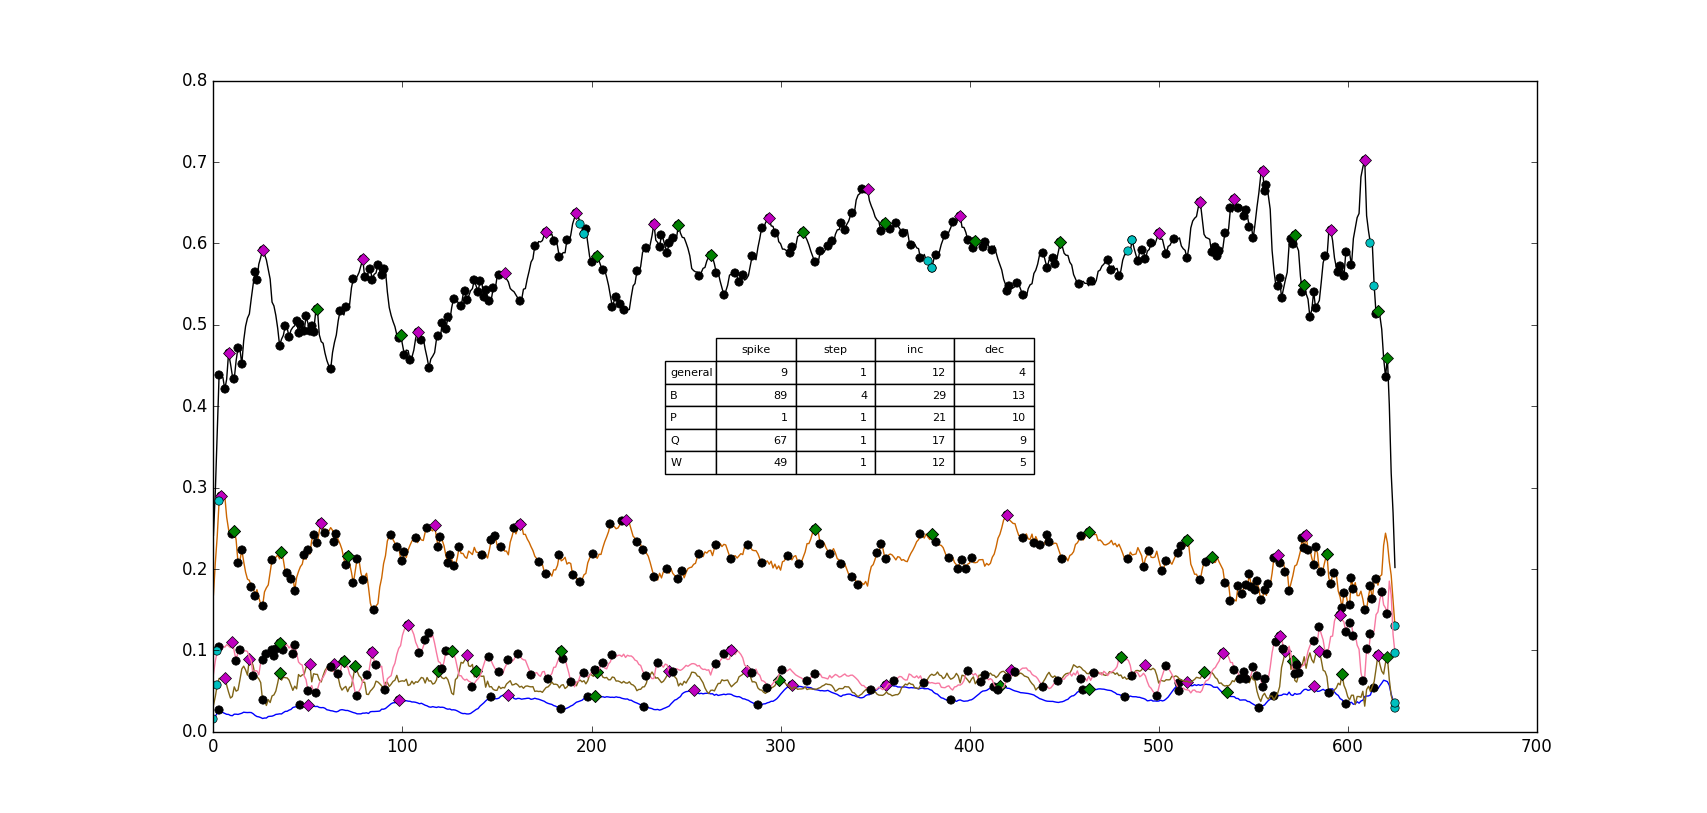 0.8
0.7
0.6
0.5
0.4
0.3
0.2
0.1
0.0
spike step inc dec
general 9 1 12 4
B 89 4 29 13
P 1 1 21 10
Q 67 1 17 9
W 49 1 12 5
0 100 200 300 400 500 600 700